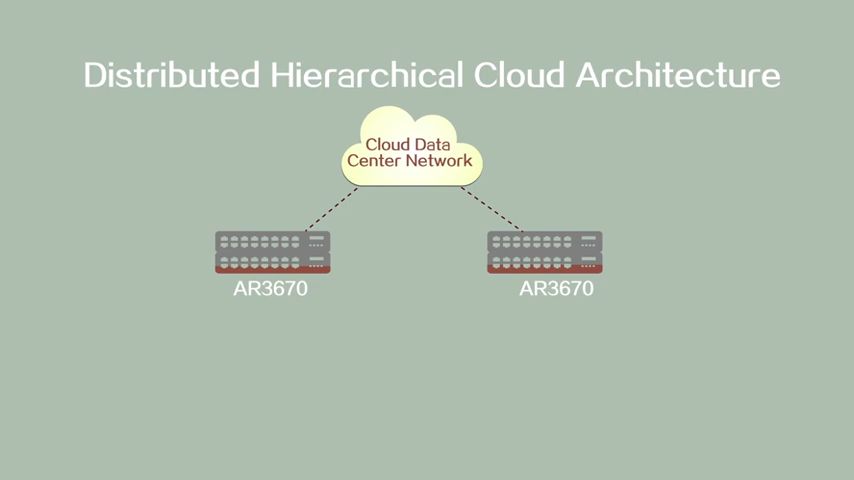 Distributed Hierarchical Cloud Architecture
Cloud Data
Center Network
AR3670
AR3670